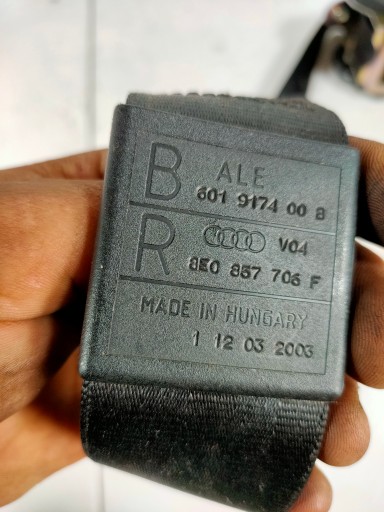 B ALE
601 9174 00 B
R V04
8E0 857 706 F
MADE IN HUNGARY
1 12 03 2003